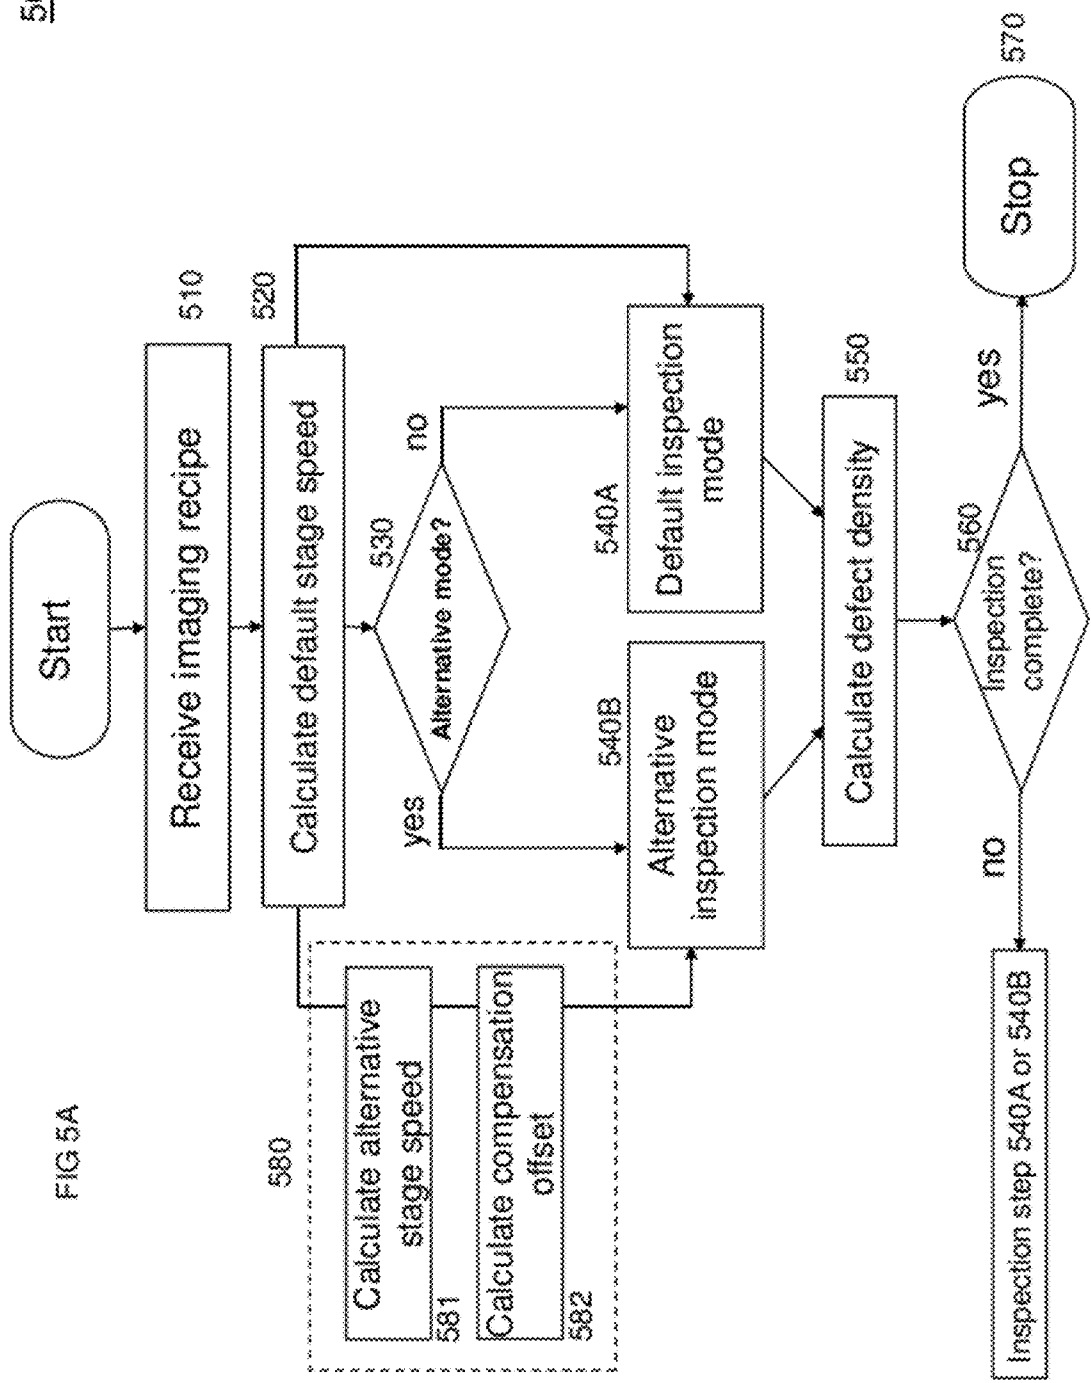 FIG 5A
Start
510
Receive imaging recipe
520
Calculate default stage speed
530
Alternative mode?
yes
no
580
Calculate alternative
stage speed
581
Calculate compensation
offset
582
540B
Alternative
inspection mode
540A
Default inspection
mode
550
Calculate defect density
560
Inspection
complete?
no
yes
Inspection step 540A or 540B
Stop
570